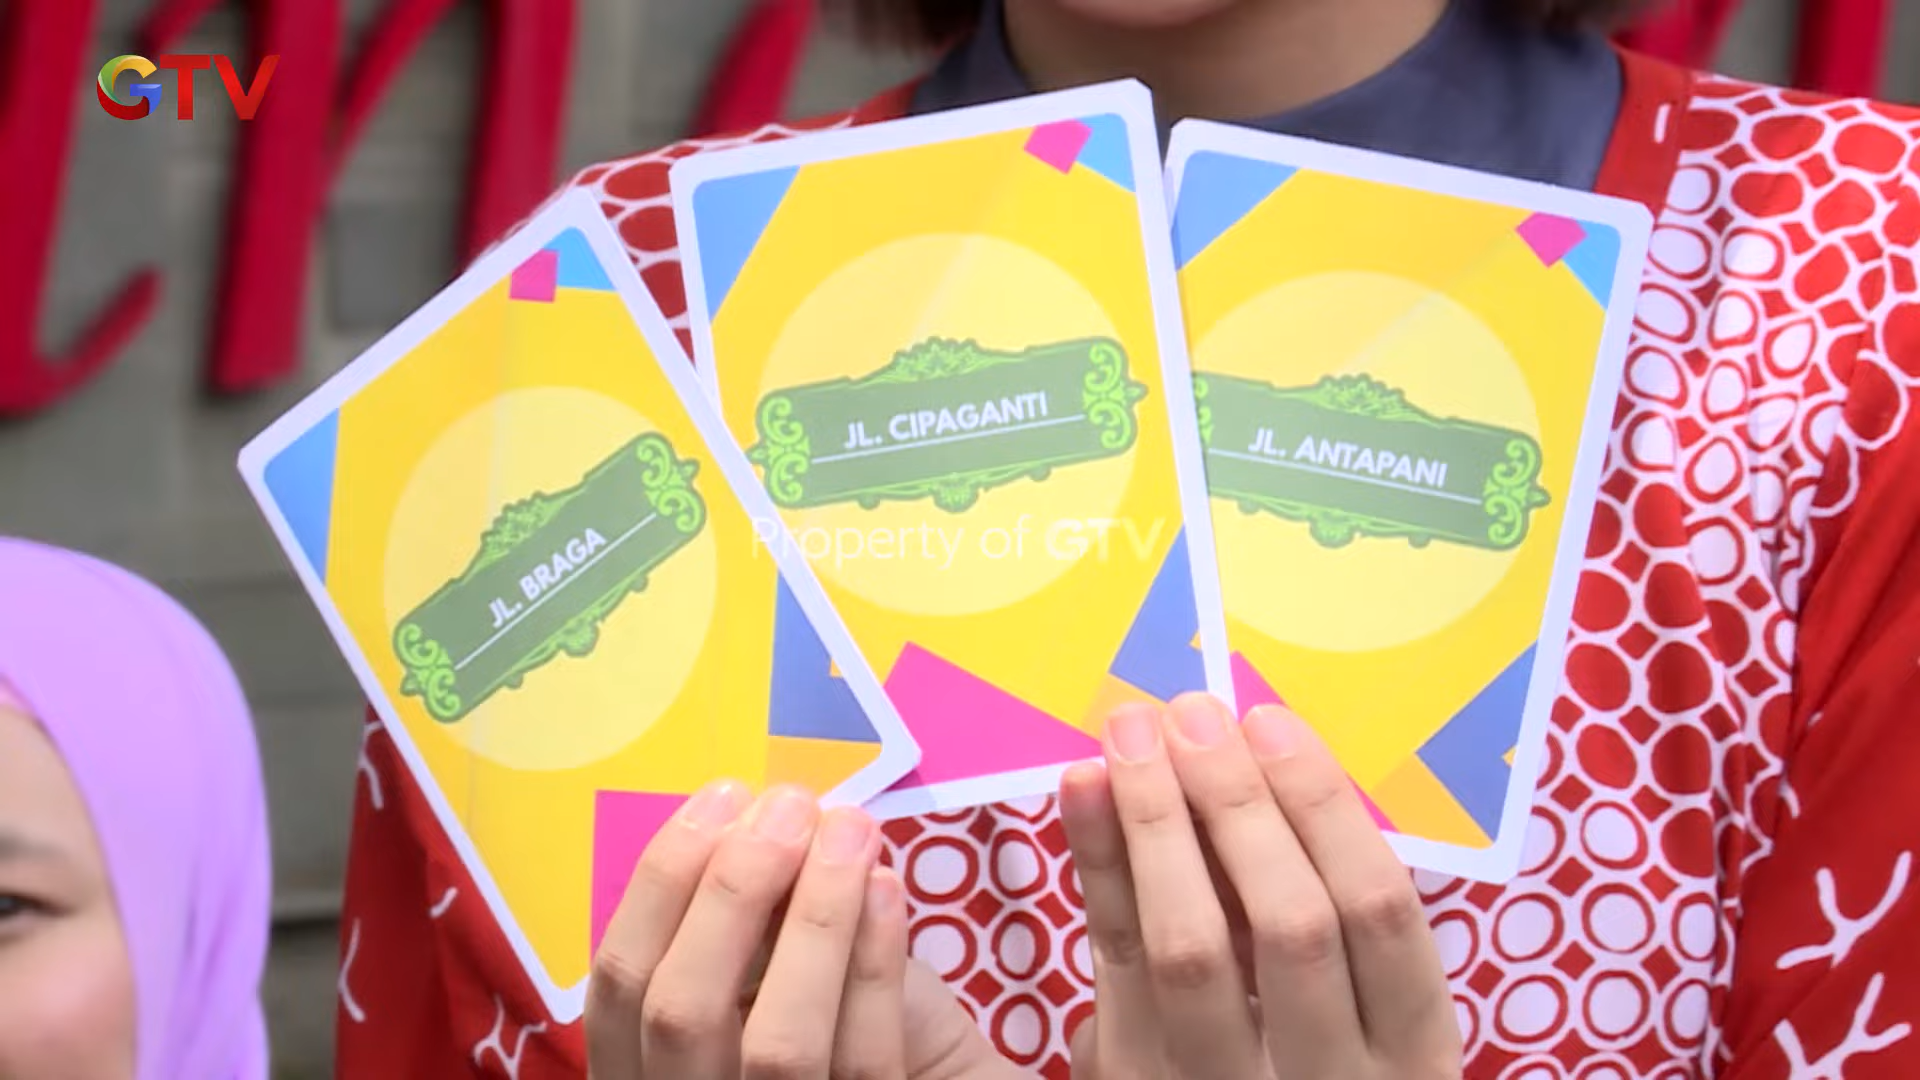 GTV
JL. BRAGA
JL. CIPAGANTI
JL. ANTAPANI
Property of GTV